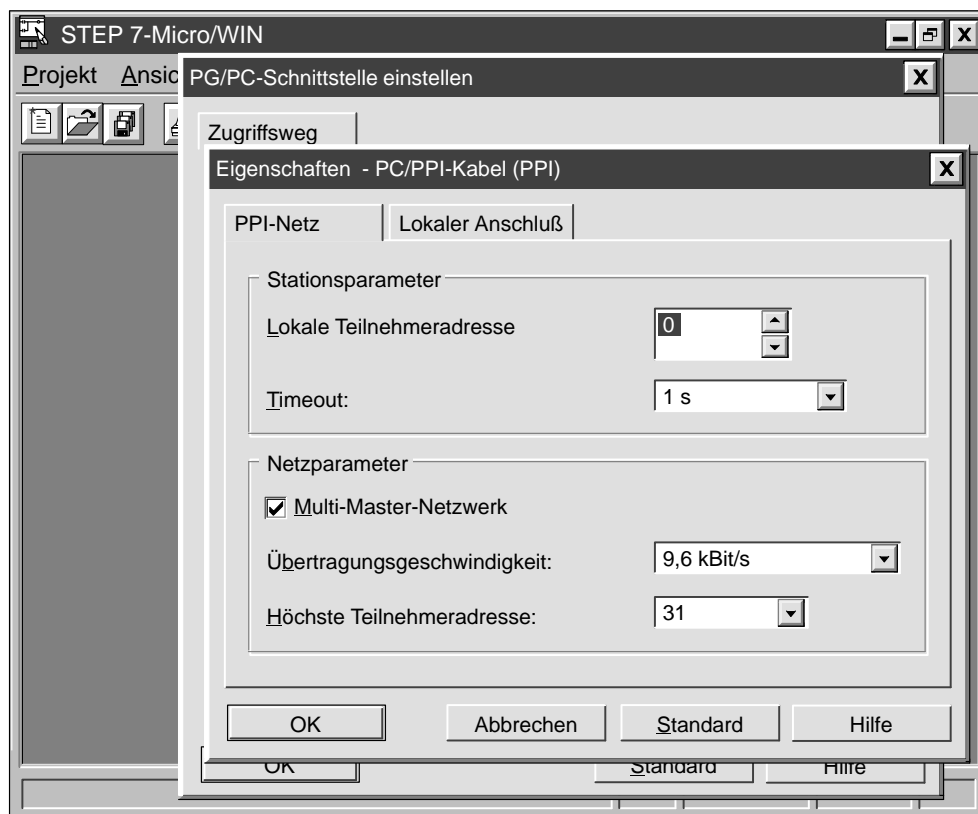 STEP 7-Micro/WIN
Projekt Ansic
PG/PC-Schnittstelle einstellen
Zugriffsweg
Eigenschaften - PC/PPI-Kabel (PPI)
PPI-Netz Lokaler Anschluß
Stationsparameter
Lokale Teilnehmeradresse 0
Timeout: 1 s
Netzparameter
Multi-Master-Netzwerk
Übertragungsgeschwindigkeit: 9,6 kBit/s
Höchste Teilnehmeradresse: 31
OK Abbrechen Standard Hilfe
OK Standard Hilfe